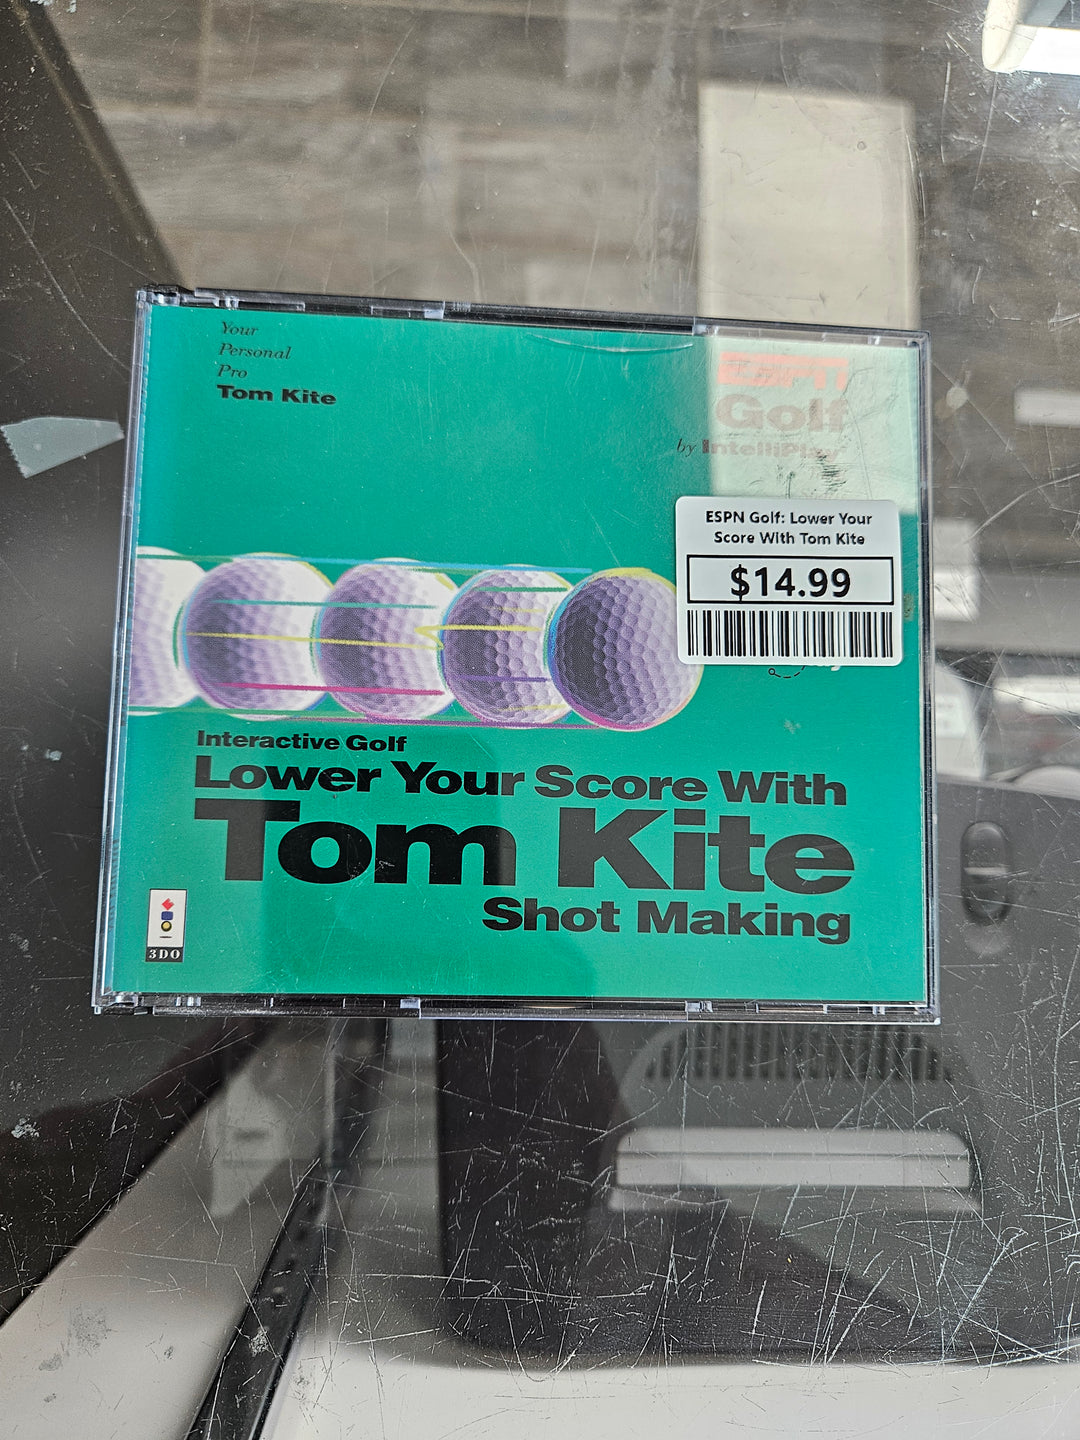 Your
Personal
Pro
Tom Kite
ESPN
Golf
by IntelliPlay
ESPN Golf: Lower Your
Score With Tom Kite
$14.99
Interactive Golf
Lower Your Score With
Tom Kite
Shot Making
3DO